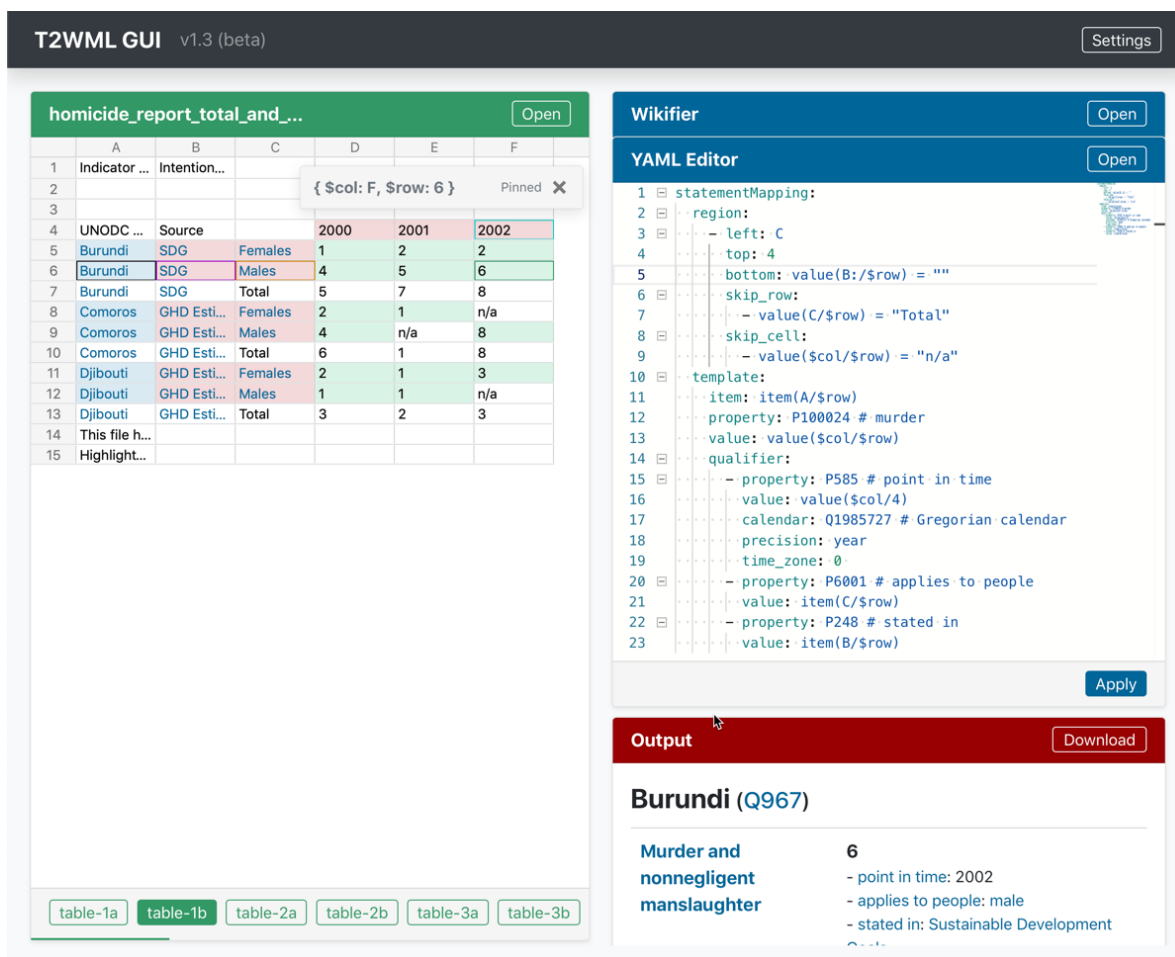 T2WML GUI v1.3 (beta) Settings
homicide_report_total_and_... Open
A B C D E F
1 Indicator ... Intention...
{ $col: F, $row: 6 } Pinned ✕
2
3
4 UNODC ... Source 2000 2001 2002
5 Burundi SDG Females 1 2 2
6 Burundi SDG Males 4 5 6
7 Burundi SDG Total 5 7 8
8 Comoros GHD Esti... Females 2 1 n/a
9 Comoros GHD Esti... Males 4 n/a 8
10 Comoros GHD Esti... Total 6 1 8
11 Djibouti GHD Esti... Females 2 1 3
12 Djibouti GHD Esti... Males 1 1 n/a
13 Djibouti GHD Esti... Total 3 2 3
14 This file h...
15 Highlight...
table-1a table-1b table-2a table-2b table-3a table-3b
Wikifier Open
YAML Editor Open
1 statementMapping:
2 region:
3 - left: C
4 top: 4
5 bottom: value(B:/$row) = ""
6 skip_row:
7 - value(C/$row) = "Total"
8 skip_cell:
9 - value($col/$row) = "n/a"
10 template:
11 item: item(A/$row)
12 property: P100024 # murder
13 value: value($col/$row)
14 qualifier:
15 - property: P585 # point in time
16 value: value($col/4)
17 calendar: Q1985727 # Gregorian calendar
18 precision: year
19 time_zone: 0
20 - property: P6001 # applies to people
21 value: item(C/$row)
22 - property: P248 # stated in
23 value: item(B/$row)
Apply
Output Download
Burundi (Q967)
Murder and
nonnegligent
manslaughter
6
- point in time: 2002
- applies to people: male
- stated in: Sustainable Development